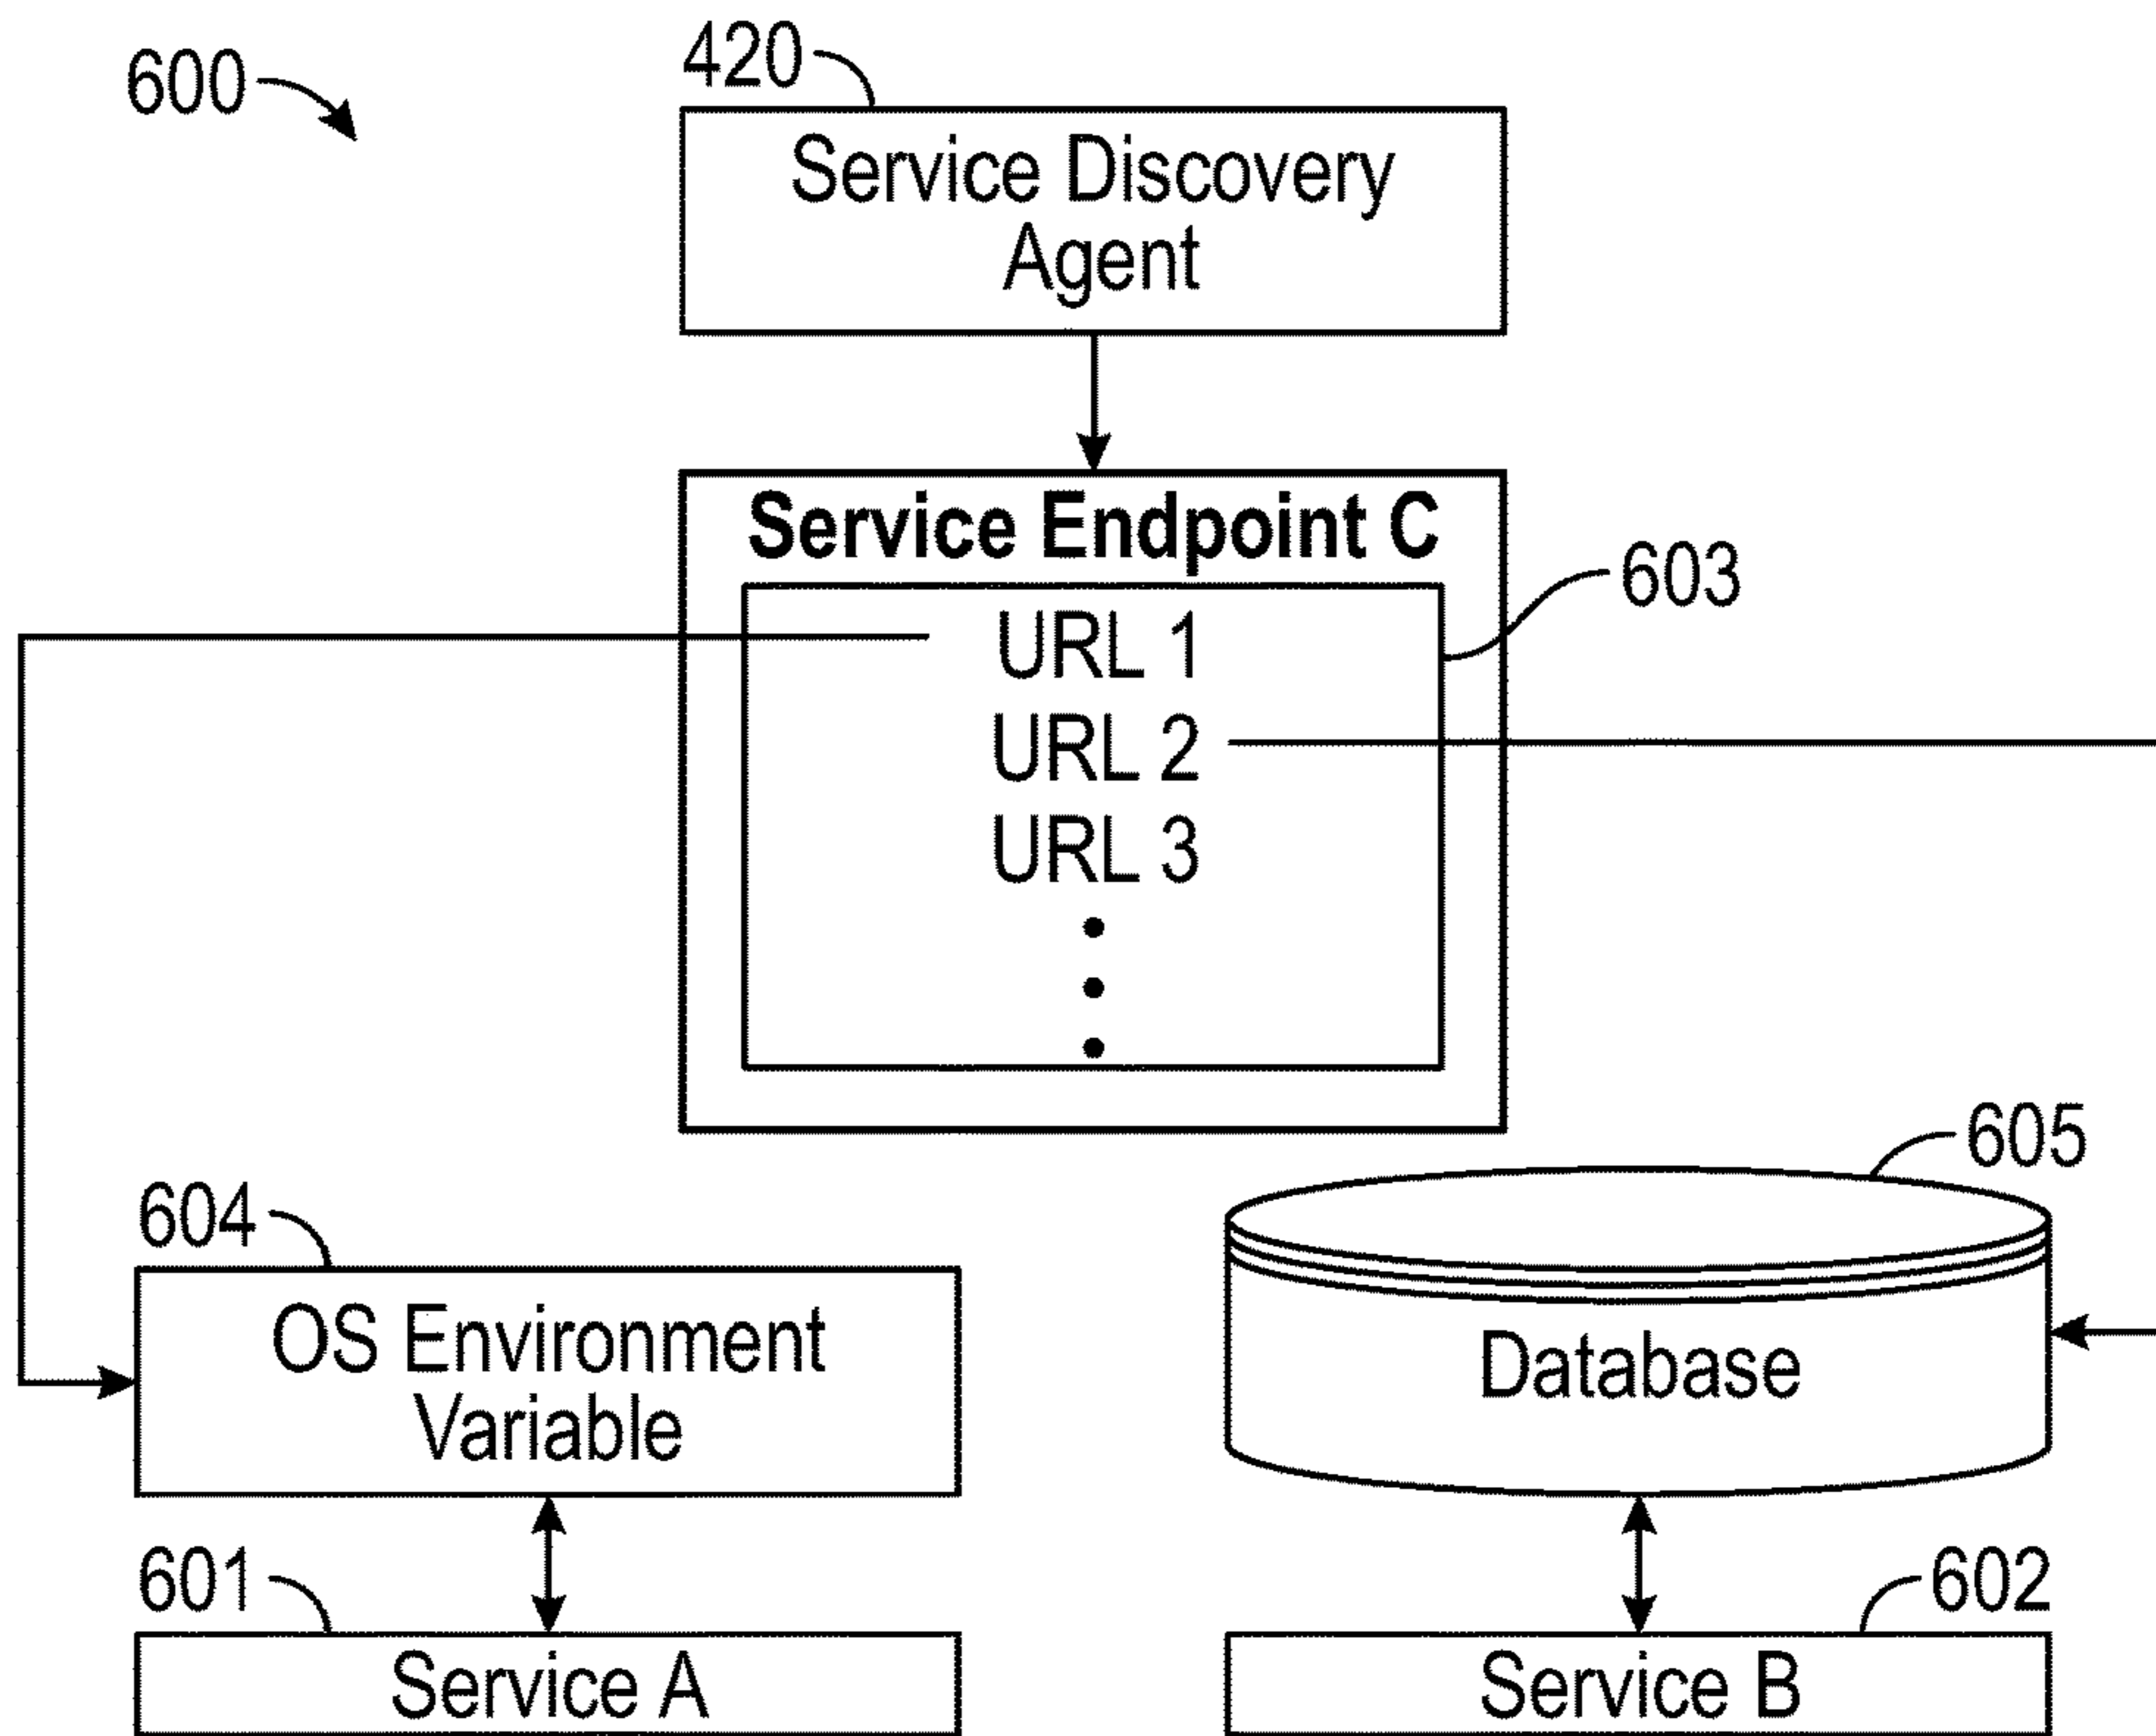 600
420
Service Discovery
Agent
Service Endpoint C
603
URL 1
URL 2
URL 3
605
604
OS Environment
Variable
Database
601
602
Service A
Service B